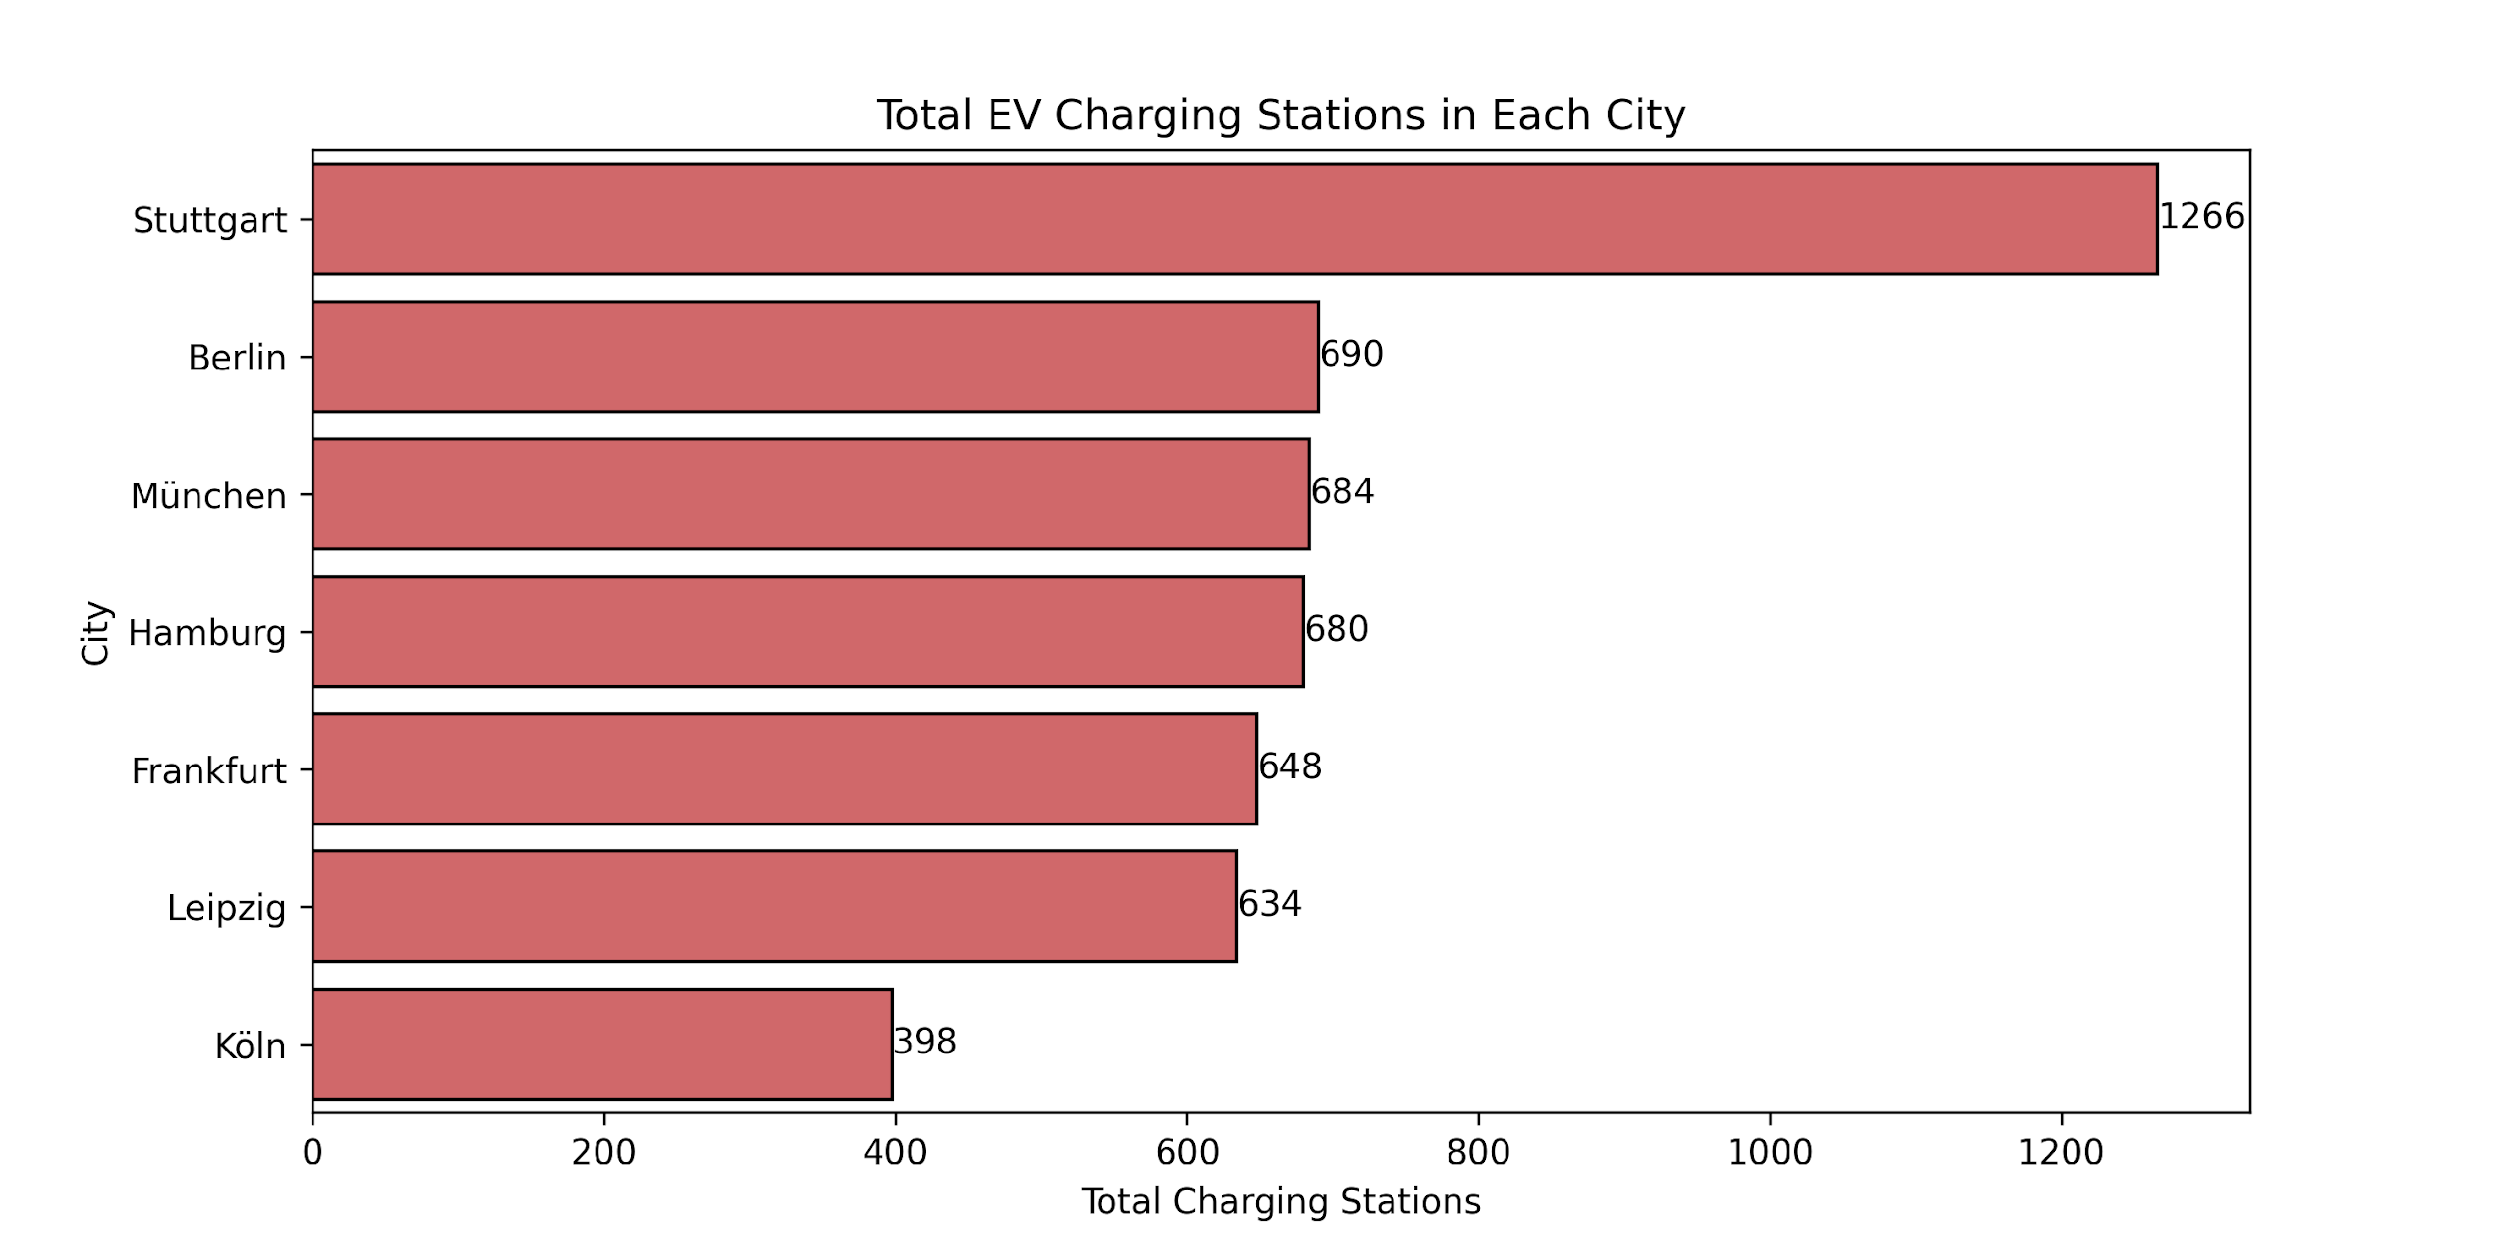 Total EV Charging Stations in Each City
Stuttgart 1266
Berlin 690
München 684
Hamburg 680
Frankfurt 648
Leipzig 634
Köln 398
City
0 200 400 600 800 1000 1200
Total Charging Stations